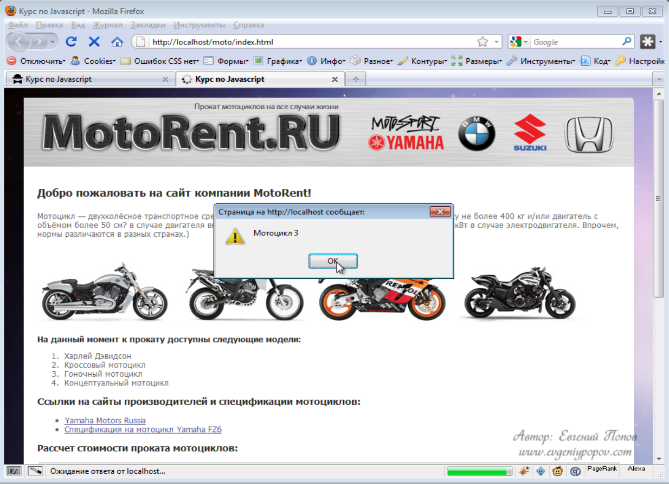 Курс по Javascript - Mozilla Firefox
Файл Правка Вид Журнал Закладки Инструменты Справка
http://localhost/moto/index.html
Google
Отключить Cookies Ошибок CSS нет Формы Графика Инфо Разное Контуры Размеры Инструменты Код Настройк
Курс по Javascript
Курс по Javascript
Прокат мотоциклов на все случаи жизни
MotoRent.RU
MOTO-SPORT
YAMAHA
BMW
SUZUKI
HONDA
Добро пожаловать на сайт компании MotoRent!
Страница на http://localhost сообщает:
Мотоцикл — двухколёсное транспортное сре
у не более 400 кг и/или двигатель с
объёмом более 50 см? в случае двигателя в
кВт в случае электродвигателя. Впрочем,
нормы различаются в разных странах.)
Мотоцикл 3
OK
REPSOL
На данный момент к прокату доступны следующие модели:
1. Харлей Дэвидсон
2. Кроссовый мотоцикл
3. Гоночный мотоцикл
4. Концептуальный мотоцикл
Ссылки на сайты производителей и спецификации мотоциклов:
Yamaha Motors Russia
Спецификация на мотоцикл Yamaha FZ6
Рассчет стоимости проката мотоциклов:
Автор: Евгений Попов
www.evgeniypopov.com
Ожидание ответа от localhost...
PageRank
Alexa